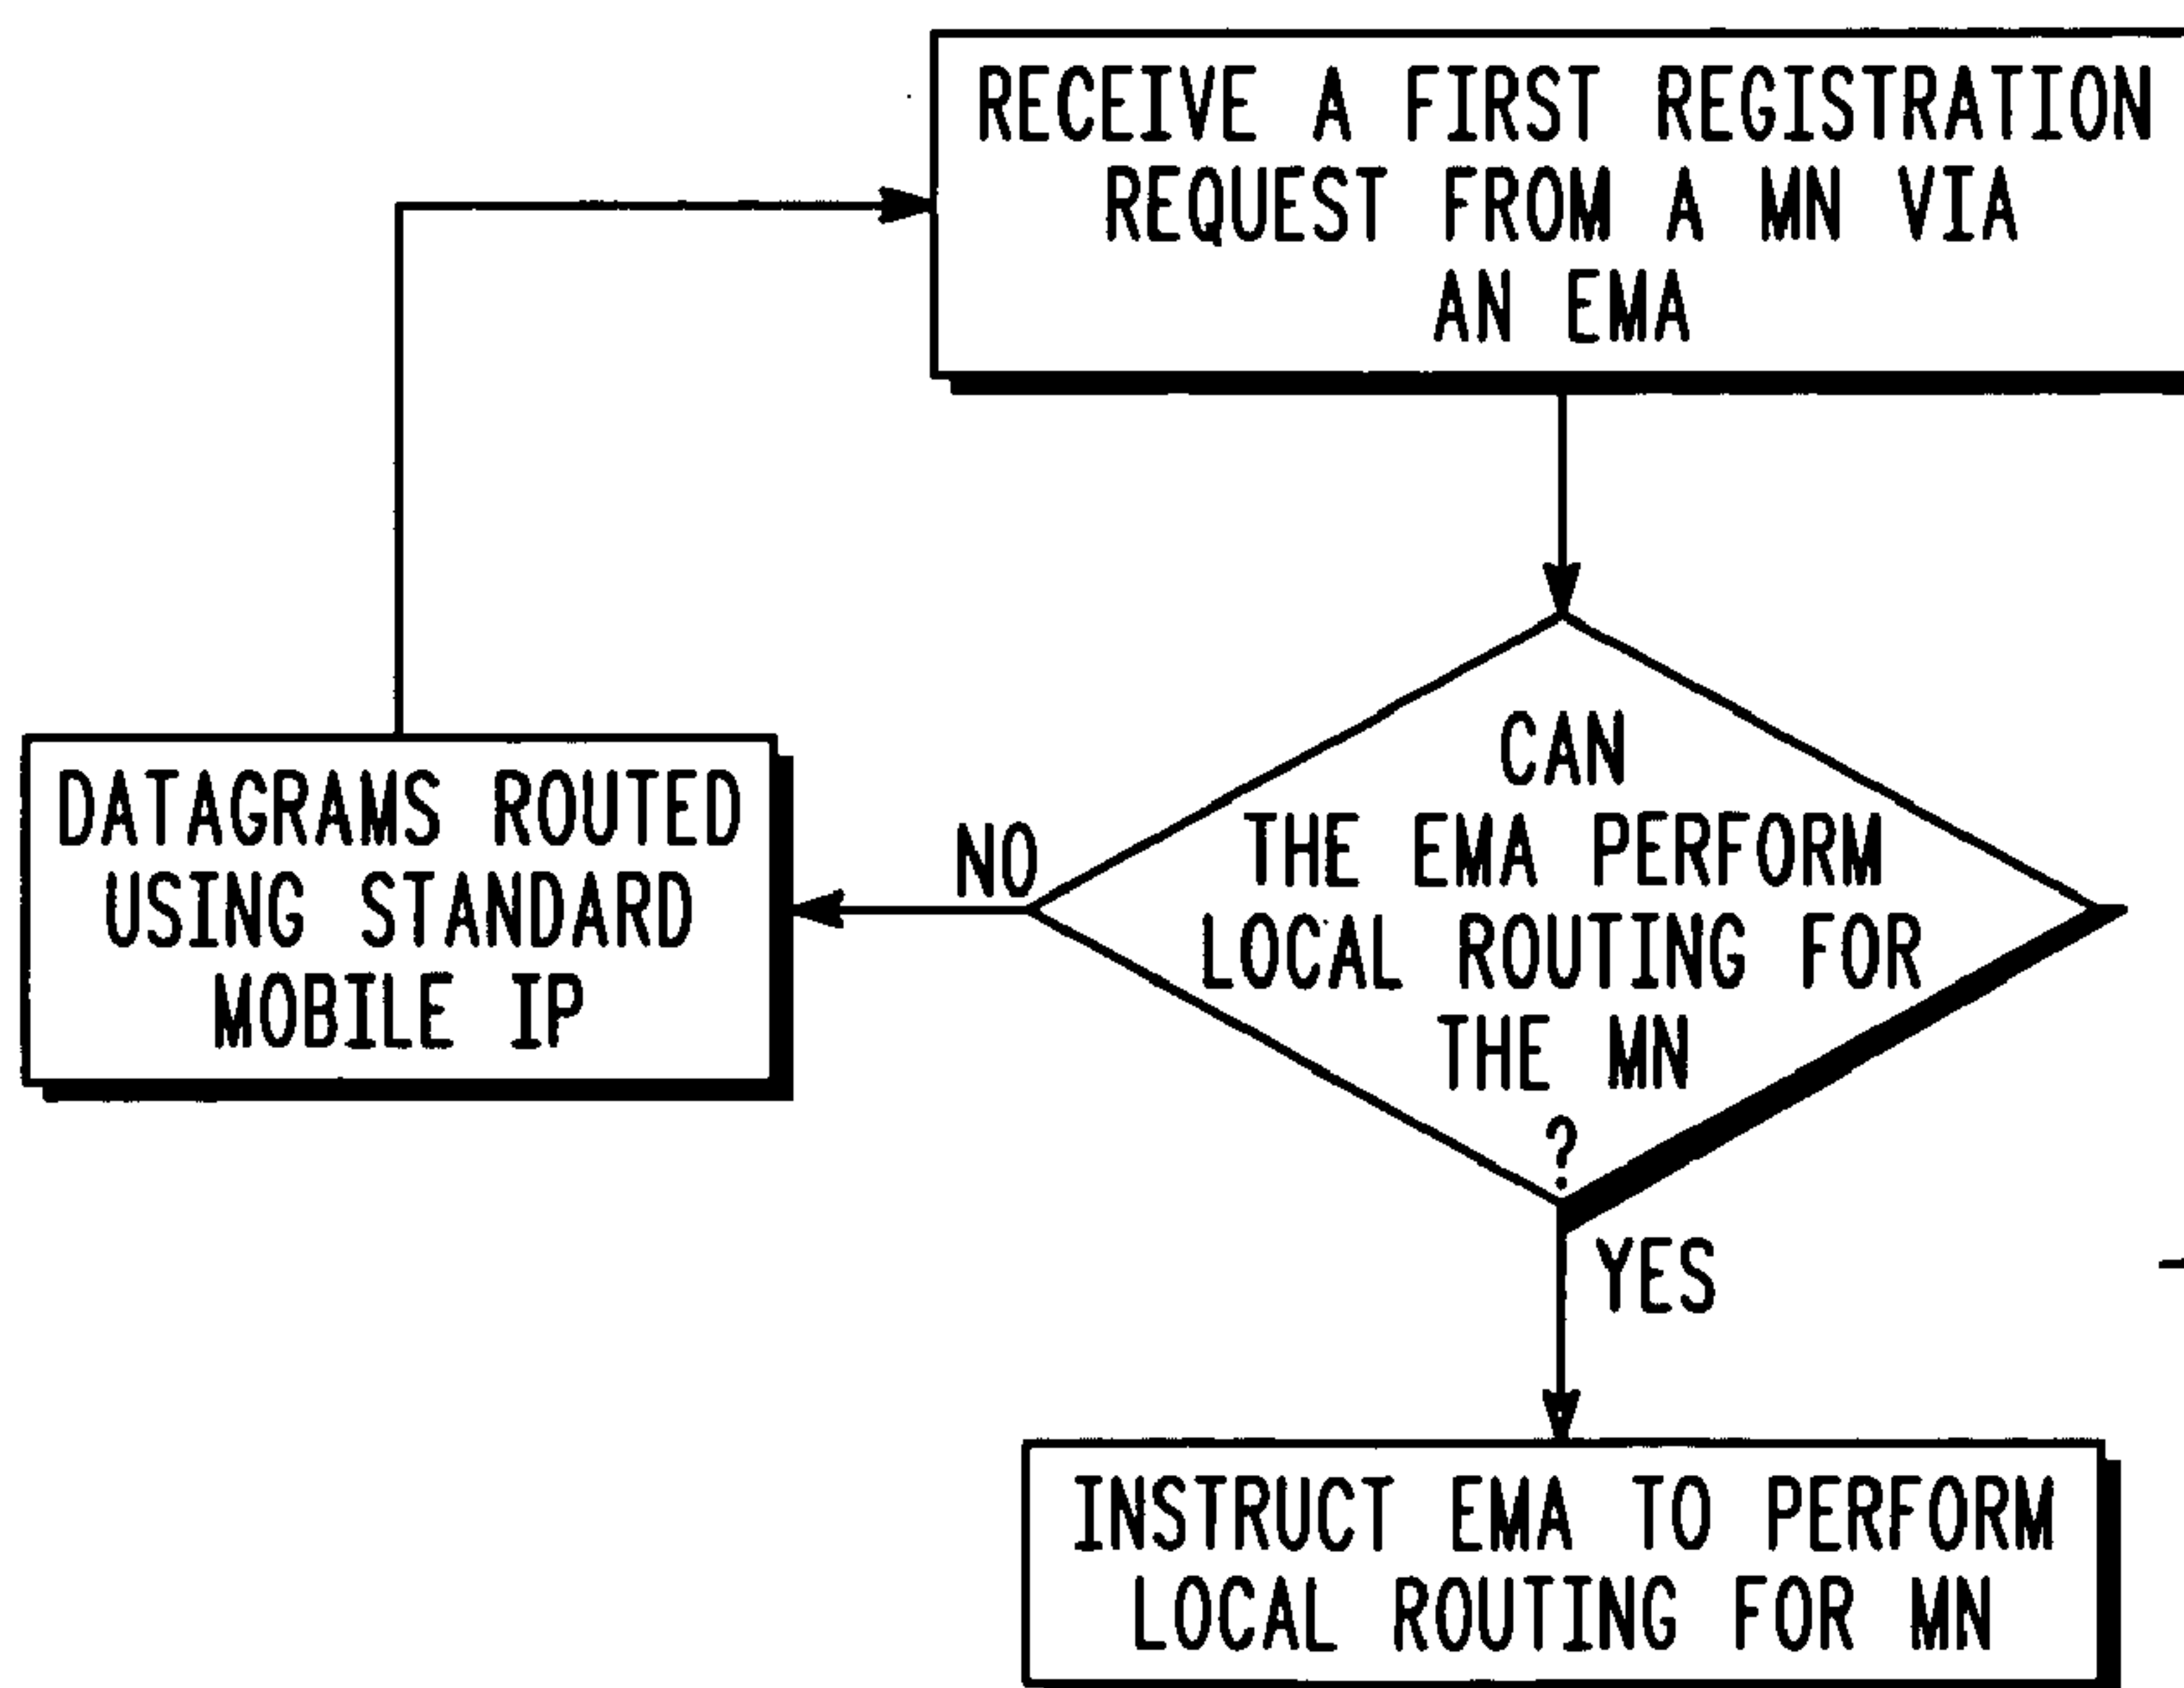 RECEIVE A FIRST REGISTRATION
REQUEST FROM A MN VIA
AN EMA
CAN
THE EMA PERFORM
LOCAL ROUTING FOR
THE MN
?
NO
DATAGRAMS ROUTED
USING STANDARD
MOBILE IP
YES
INSTRUCT EMA TO PERFORM
LOCAL ROUTING FOR MN